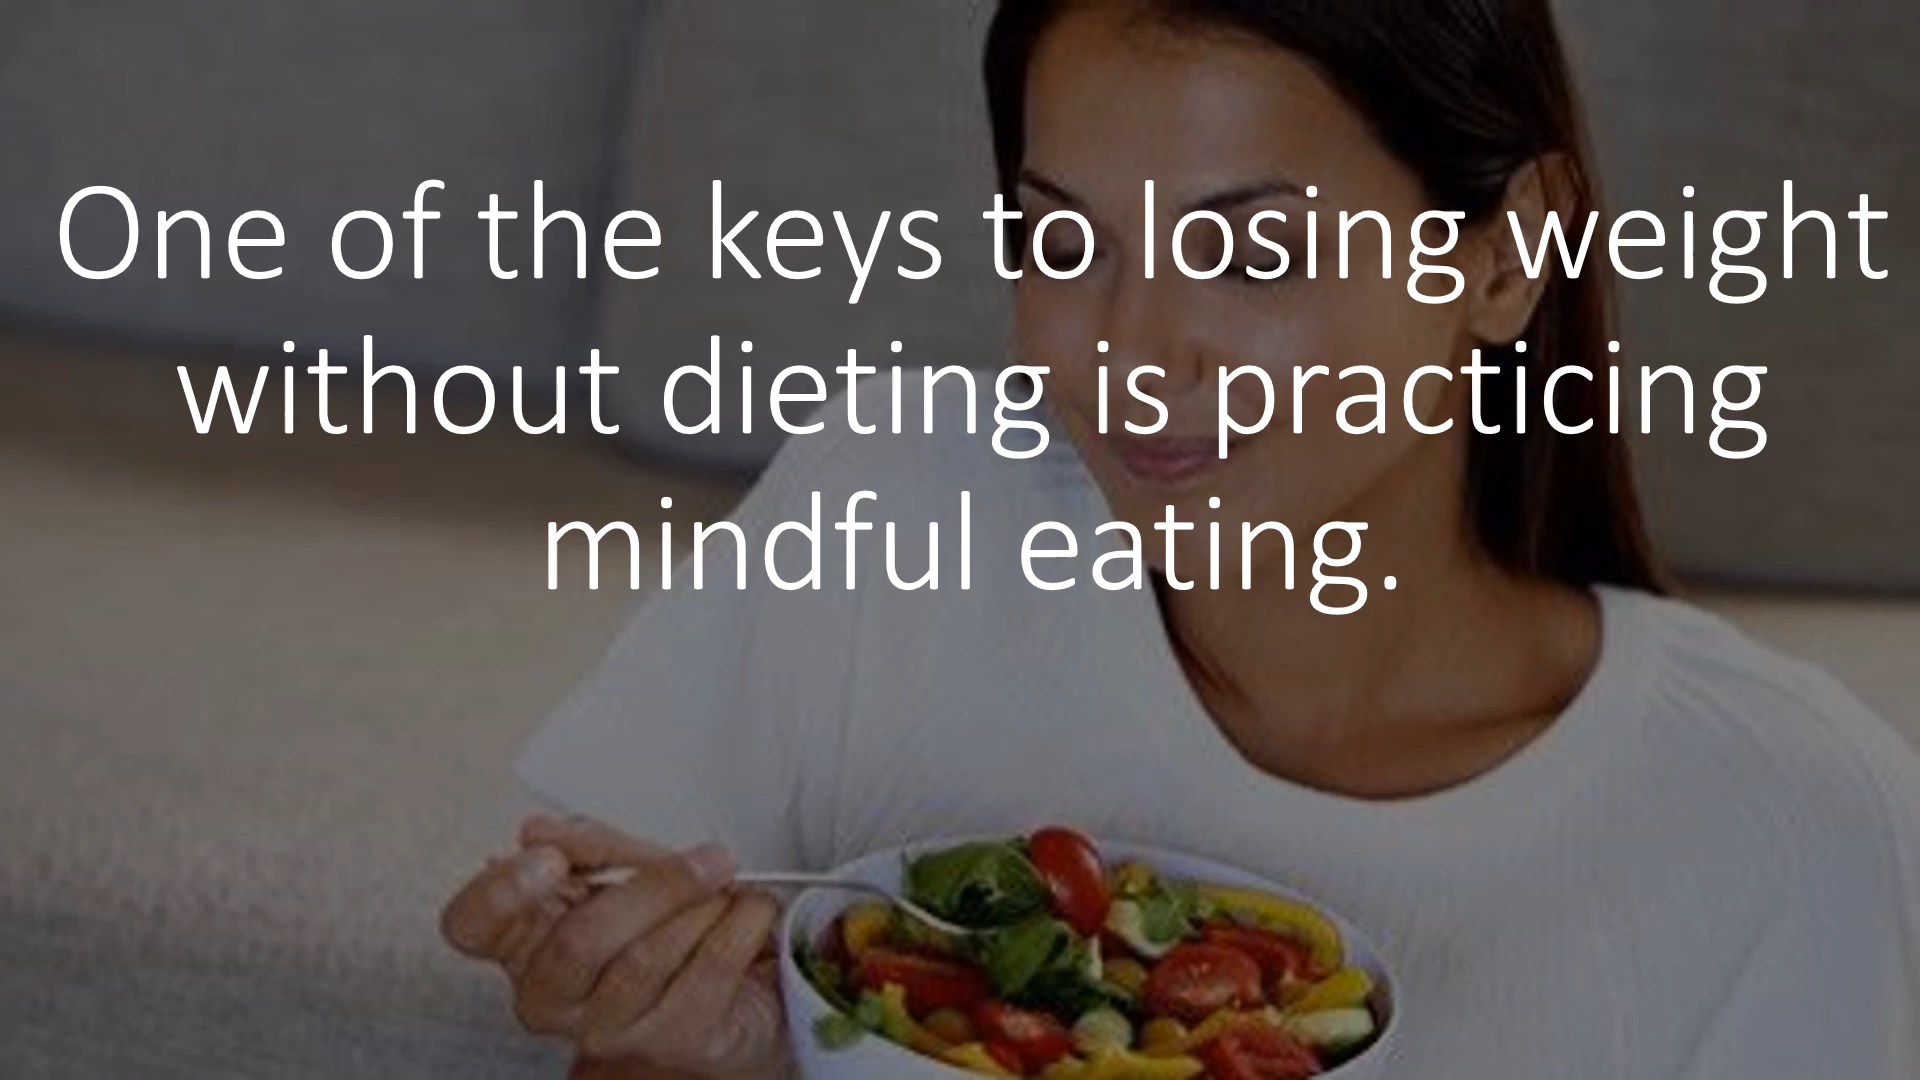 One of the keys to losing weight
without dieting is practicing
mindful eating.